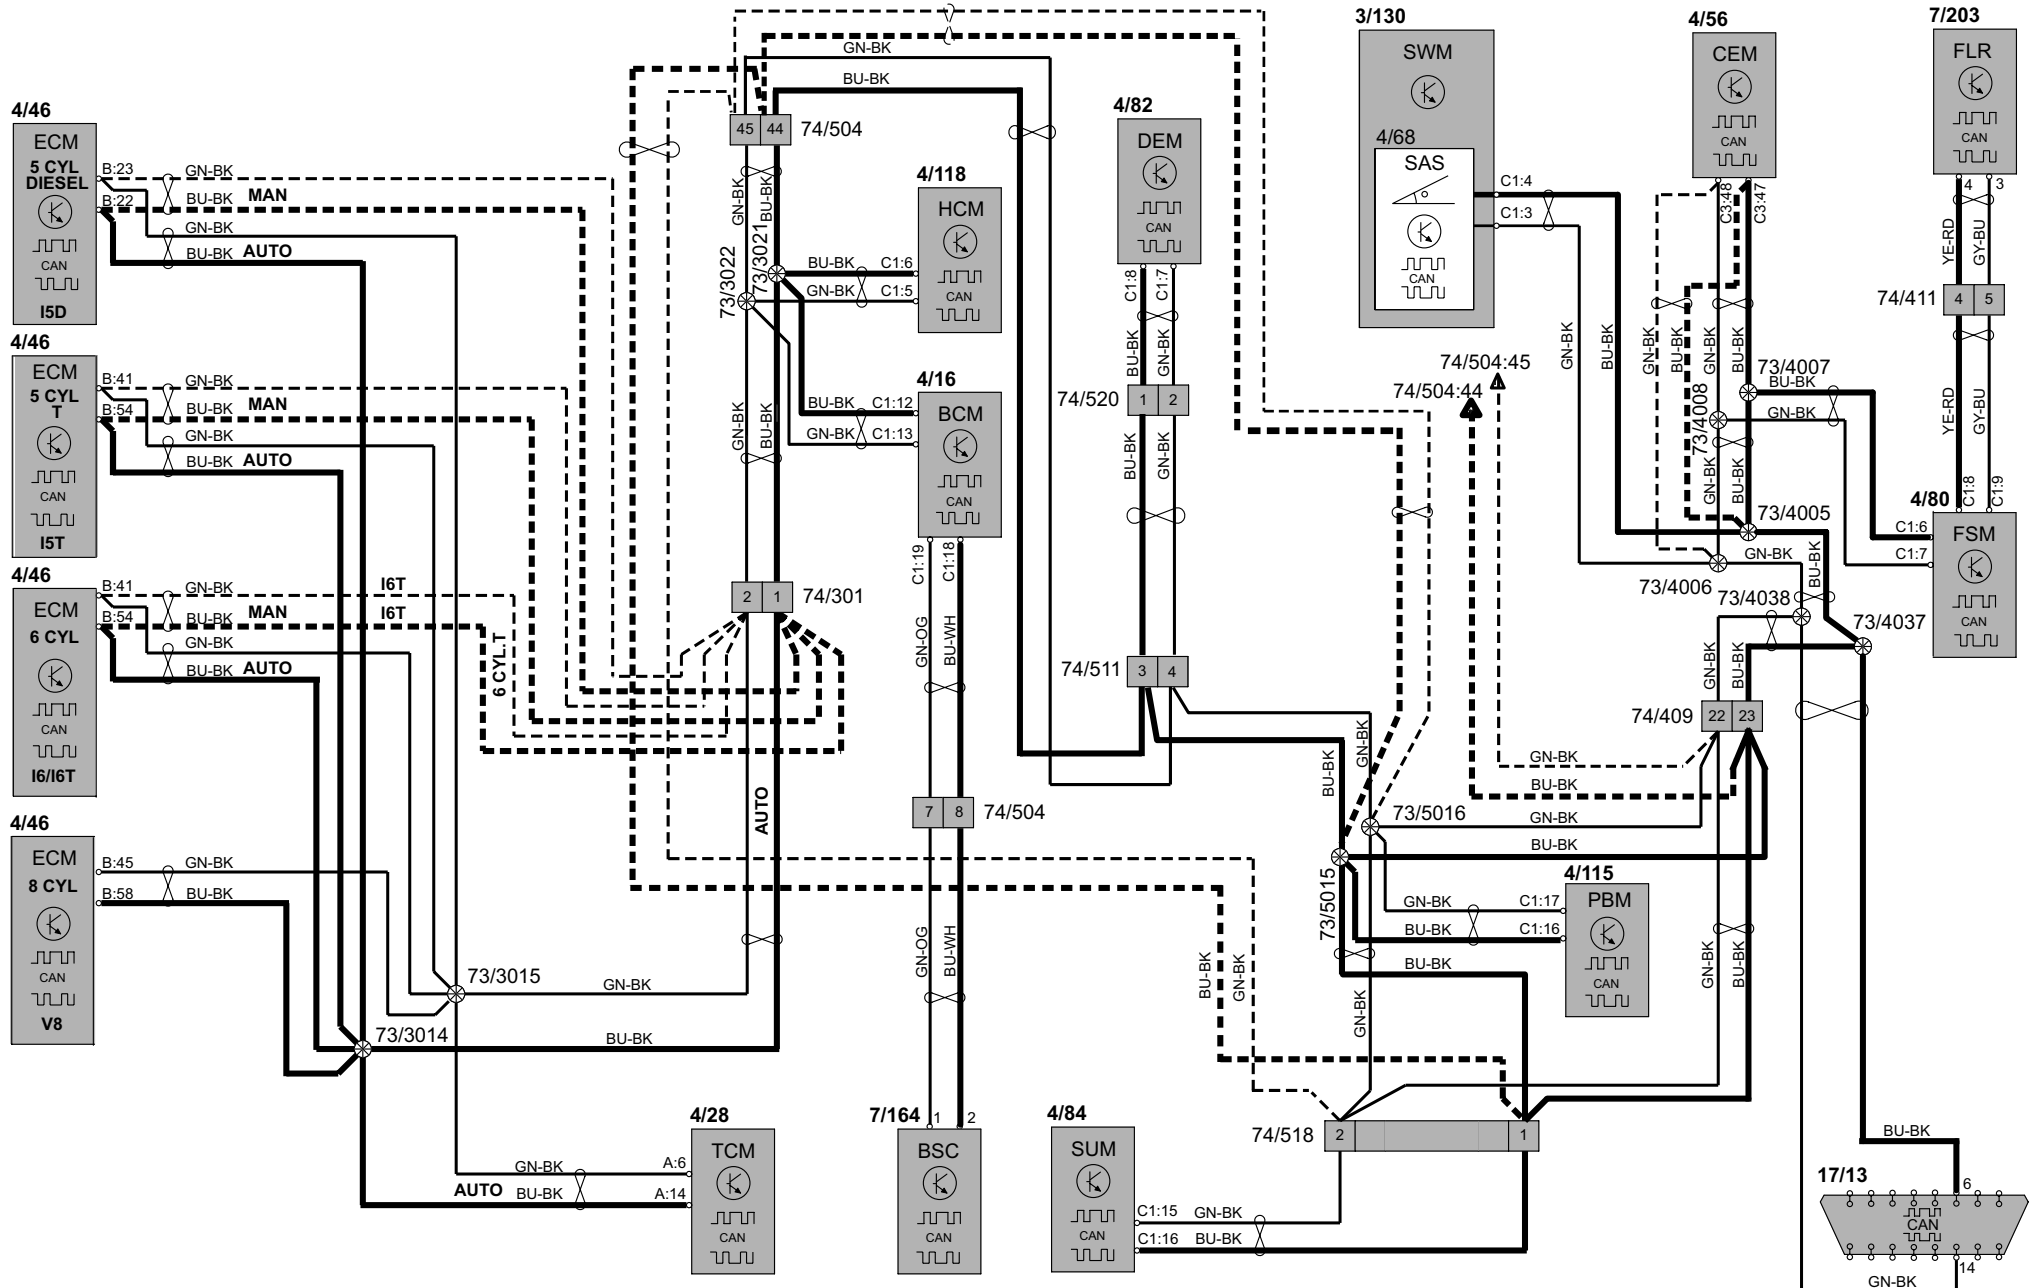 4/46
ECM
5 CYL
DIESEL
CAN
I5D
B:23
GN-BK
B:22
BU-BK
MAN
GN-BK
BU-BK
AUTO
4/46
ECM
5 CYL
T
CAN
I5T
B:41
GN-BK
B:54
BU-BK
MAN
GN-BK
BU-BK
AUTO
4/46
ECM
6 CYL
CAN
I6/I6T
B:41
GN-BK
I6T
B:54
BU-BK
MAN
I6T
GN-BK
BU-BK
AUTO
6 CYL.T
4/46
ECM
8 CYL
CAN
V8
B:45
GN-BK
B:58
BU-BK
73/3015
GN-BK
73/3014
BU-BK
4/28
TCM
CAN
GN-BK
A:6
AUTO
BU-BK
A:14
GN-BK
BU-BK
45
44
74/504
GN-BK
BU-BK
73/3022
73/3021
GN-BK
BU-BK
2
1
74/301
AUTO
4/118
HCM
CAN
BU-BK
C1:6
GN-BK
C1:5
4/16
BCM
CAN
BU-BK
C1:12
GN-BK
C1:13
C1:19
C1:18
GN-OG
BU-WH
7
8
74/504
GN-OG
BU-WH
7/164
1
2
BSC
CAN
4/82
DEM
CAN
C1:8
C1:7
BU-BK
GN-BK
74/520
1
2
BU-BK
GN-BK
74/511
3
4
GN-BK
BU-BK
3/130
SWM
4/68
SAS
CAN
C1:4
C1:3
GN-BK
BU-BK
4/56
CEM
CAN
C3:48
C3:47
GN-BK
BU-BK
GN-BK
BU-BK
73/4007
BU-BK
GN-BK
73/4008
GN-BK
BU-BK
73/4005
GN-BK
BU-BK
73/4006
73/4038
73/4037
7/203
FLR
CAN
4
3
YE-RD
GY-BU
74/411
4
5
YE-RD
GY-BU
C1:8
C1:9
4/80
FSM
CAN
C1:6
C1:7
74/504:45
74/504:44
GN-BK
BU-BK
74/409
22
23
GN-BK
BU-BK
73/5016
GN-BK
BU-BK
73/5015
4/115
PBM
CAN
GN-BK
C1:17
BU-BK
C1:16
BU-BK
GN-BK
BU-BK
GN-BK
GN-BK
BU-BK
74/518
2
1
4/84
SUM
CAN
C1:15
GN-BK
C1:16
BU-BK
BU-BK
17/13
6
CAN
14
GN-BK